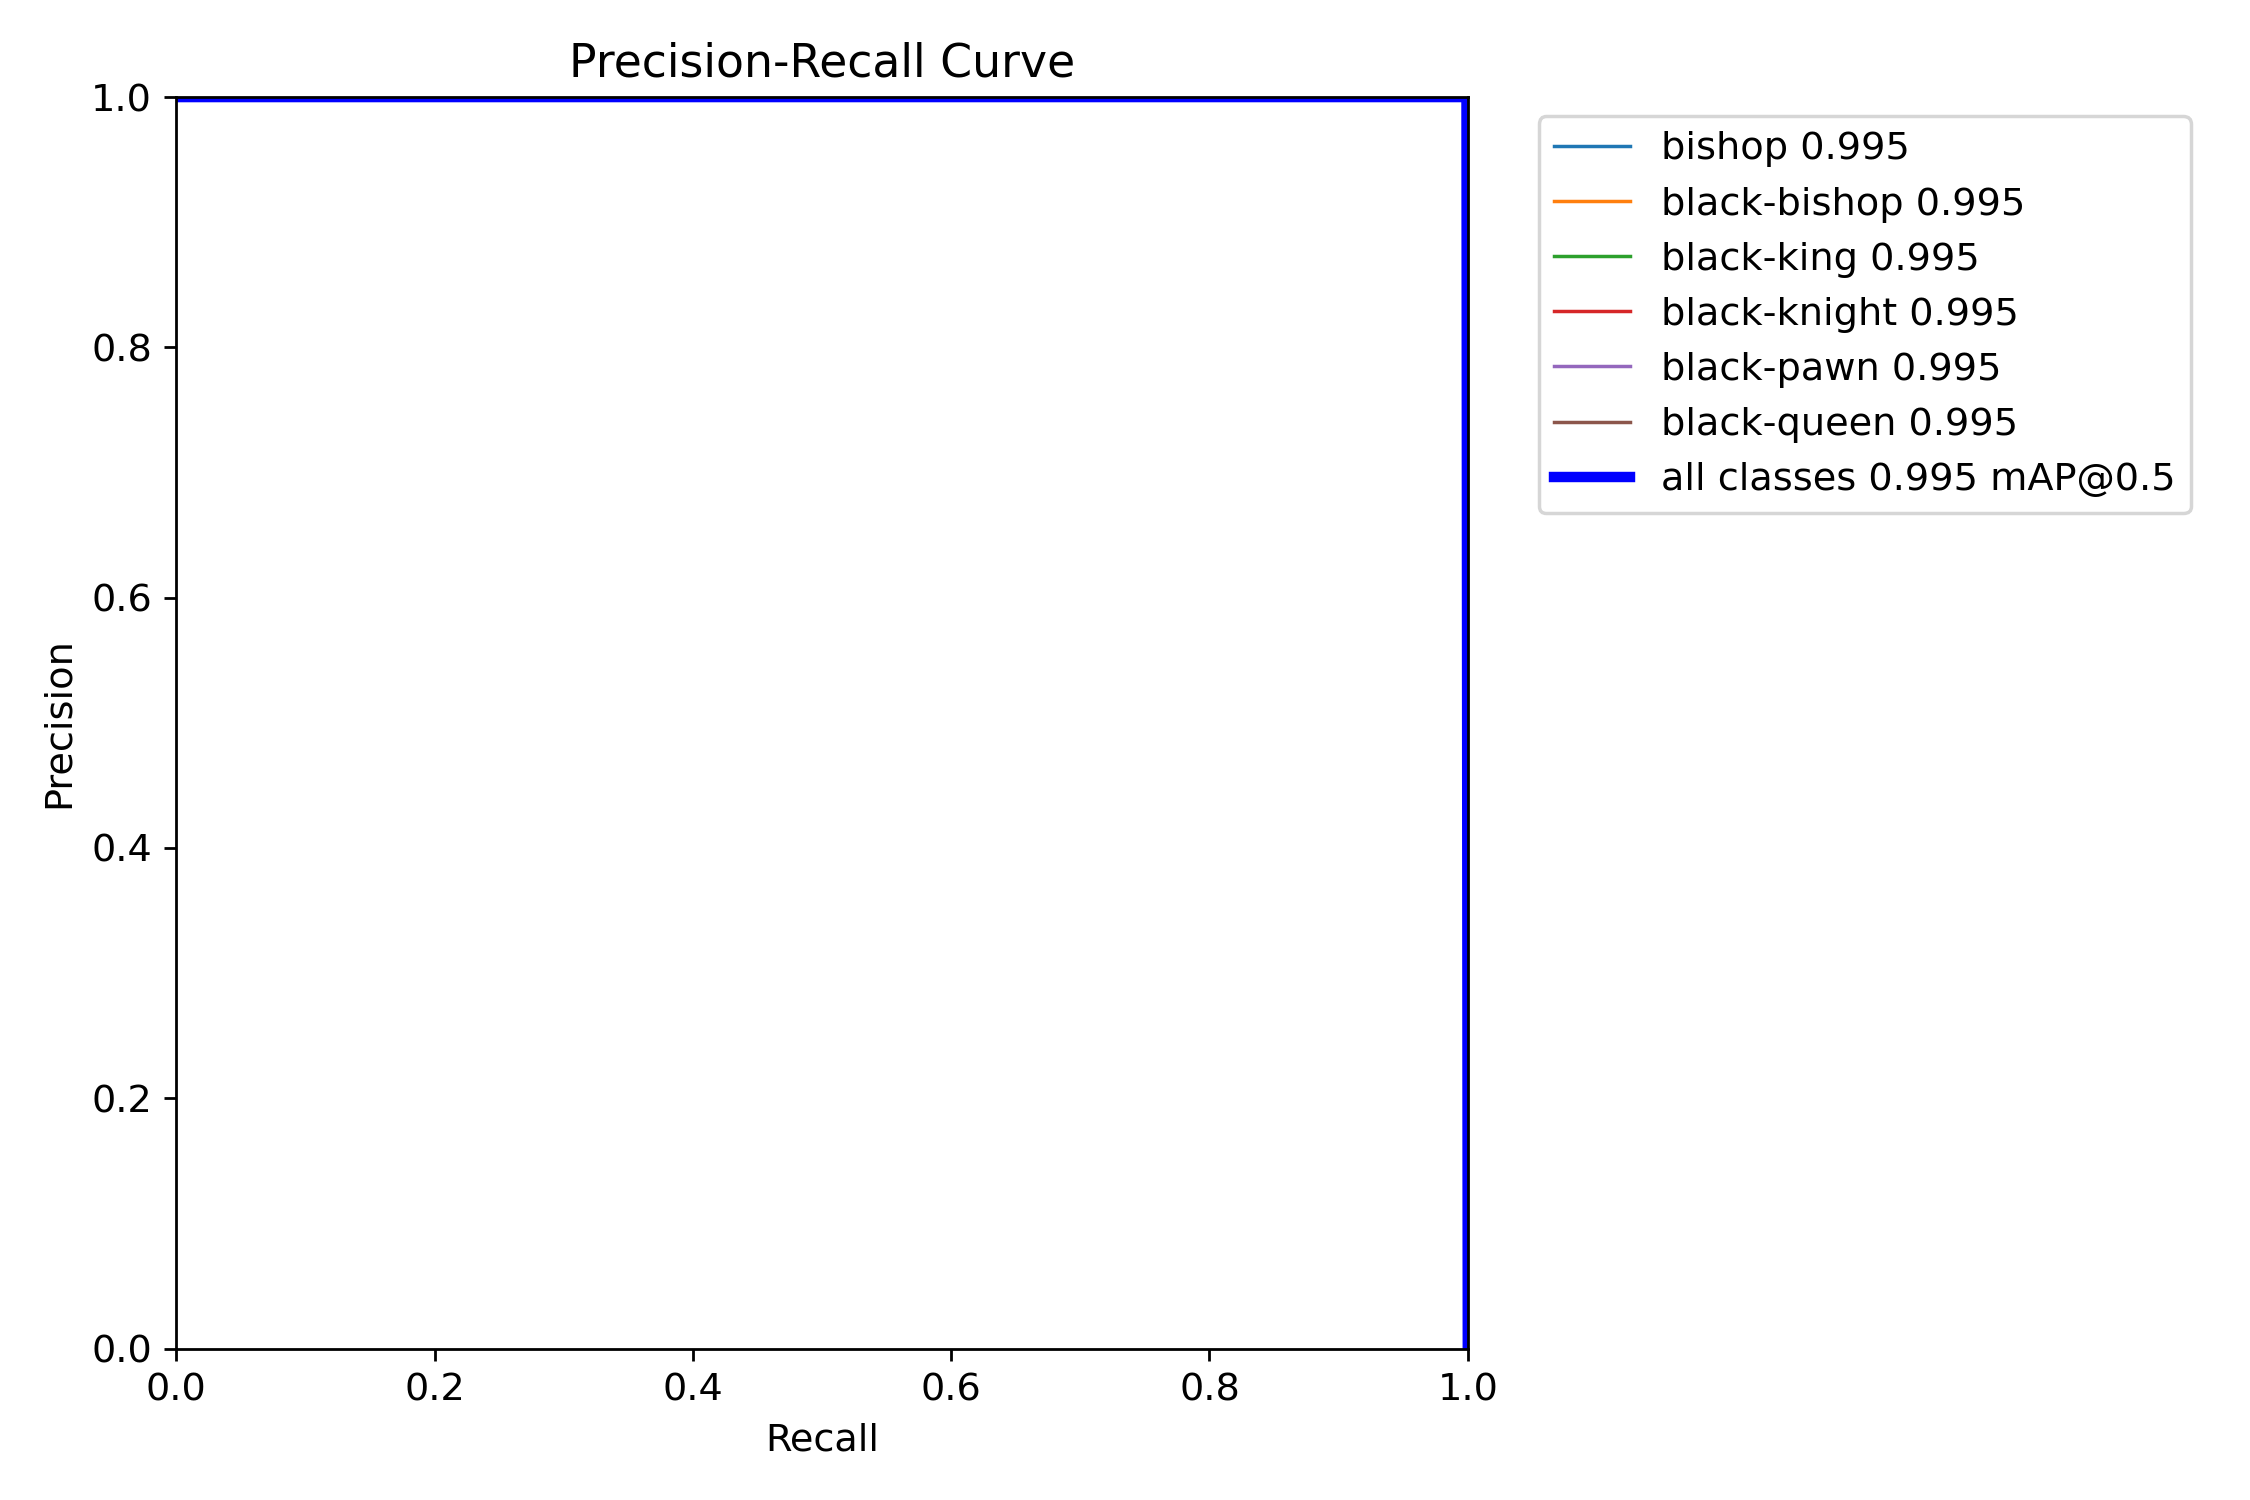 Precision-Recall Curve
1.0
0.8
0.6
0.4
0.2
0.0
Precision
0.0 0.2 0.4 0.6 0.8 1.0
Recall
bishop 0.995
black-bishop 0.995
black-king 0.995
black-knight 0.995
black-pawn 0.995
black-queen 0.995
all classes 0.995 mAP@0.5